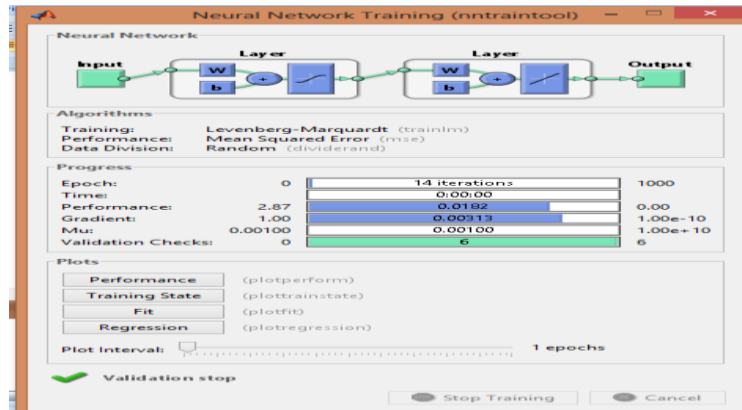 Neural Network Training (nntraintool)
Neural Network
Layer Layer
Input Output
W W
+ +
b b
Algorithms
Training: Levenberg-Marquardt (trainlm)
Performance: Mean Squared Error (mse)
Data Division: Random (dividerand)
Progress
Epoch: 0 14 iterations 1000
Time: 0:00:00
Performance: 2.87 0.0182 0.00
Gradient: 1.00 0.00313 1.00e-10
Mu: 0.00100 0.00100 1.00e+10
Validation Checks: 0 6 6
Plots
Performance (plotperform)
Training State (plottrainstate)
Fit (plotfit)
Regression (plotregression)
Plot Interval: 1 epochs
Validation stop
Stop Training Cancel